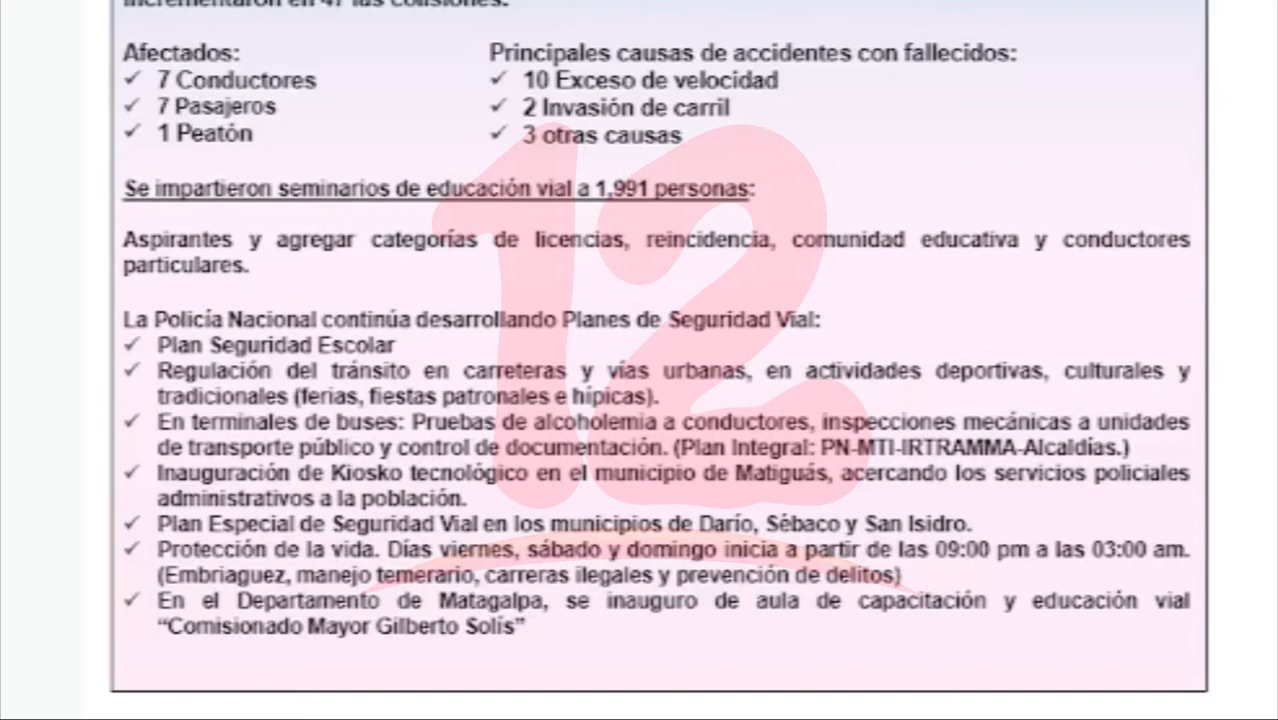 incrementaron en 47 las colisiones.
Afectados:
✓ 7 Conductores
✓ 7 Pasajeros
✓ 1 Peatón
Principales causas de accidentes con fallecidos:
✓ 10 Exceso de velocidad
✓ 2 Invasión de carril
✓ 3 otras causas
Se impartieron seminarios de educación vial a 1,991 personas:
Aspirantes y agregar categorías de licencias, reincidencia, comunidad educativa y conductores
particulares.
La Policía Nacional continúa desarrollando Planes de Seguridad Vial:
✓ Plan Seguridad Escolar
✓ Regulación del tránsito en carreteras y vías urbanas, en actividades deportivas, culturales y
tradicionales (ferias, fiestas patronales e hípicas).
✓ En terminales de buses: Pruebas de alcoholemia a conductores, inspecciones mecánicas a unidades
de transporte público y control de documentación. (Plan Integral: PN-MTI-IRTRAMMA-Alcaldías.)
✓ Inauguración de Kiosko tecnológico en el municipio de Matiguás, acercando los servicios policiales
administrativos a la población.
✓ Plan Especial de Seguridad Vial en los municipios de Darío, Sébaco y San Isidro.
✓ Protección de la vida. Días viernes, sábado y domingo inicia a partir de las 09:00 pm a las 03:00 am.
(Embriaguez, manejo temerario, carreras ilegales y prevención de delitos)
✓ En el Departamento de Matagalpa, se inauguro de aula de capacitación y educación vial
“Comisionado Mayor Gilberto Solís”
12